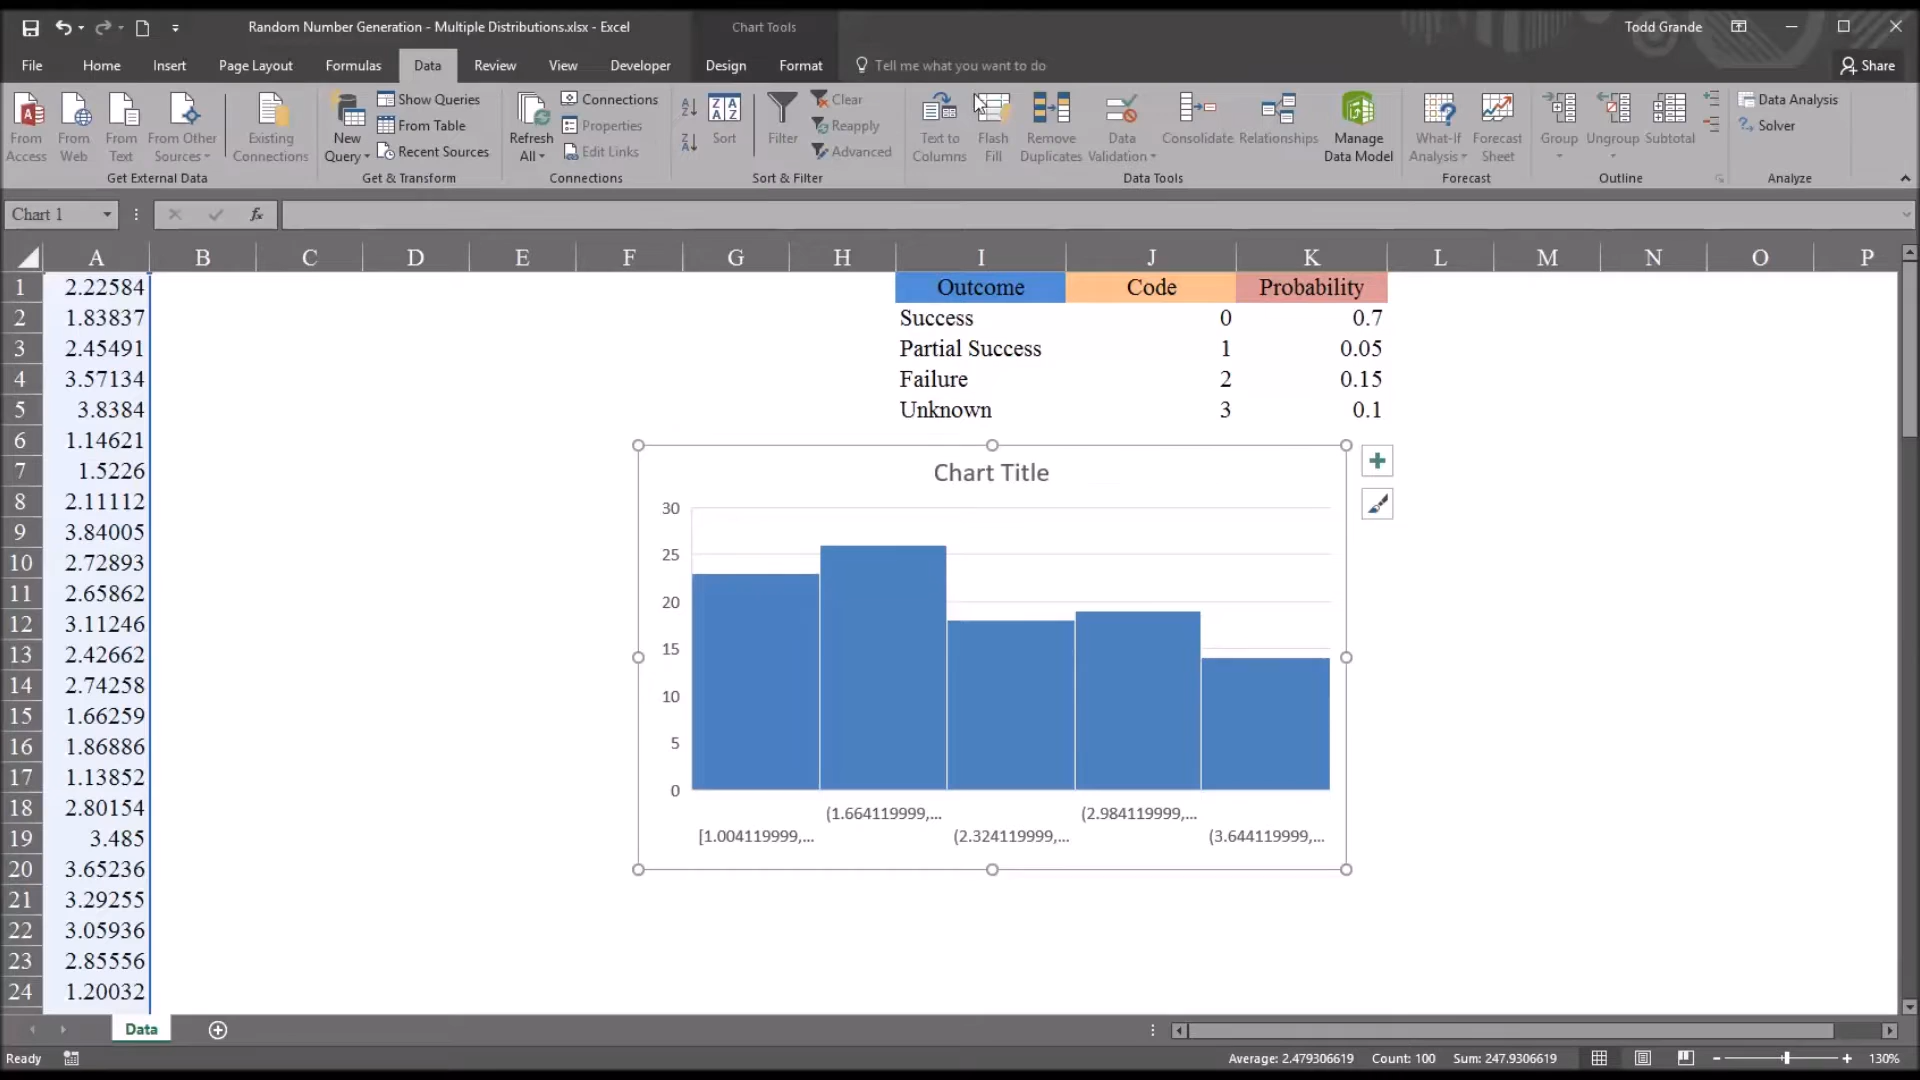 Random Number Generation - Multiple Distributions.xlsx - Excel
Chart Tools
Todd Grande
File Home Insert Page Layout Formulas Data Review View Developer Design Format Tell me what you want to do Share
From Access
From Web
From Text
From Other Sources
Existing Connections
Get External Data
New Query
Show Queries
From Table
Recent Sources
Get & Transform
Refresh All
Connections
Properties
Edit Links
Connections
Sort
Filter
Clear
Reapply
Advanced
Sort & Filter
Text to Columns
Flash Fill
Remove Duplicates
Data Validation
Consolidate
Relationships
Manage Data Model
Data Tools
What-If Analysis
Forecast Sheet
Forecast
Group
Ungroup
Subtotal
Outline
Data Analysis
Solver
Analyze
Chart 1
fx
A B C D E F G H I J K L M N O P
1 2.22584 Outcome Code Probability
2 1.83837 Success 0 0.7
3 2.45491 Partial Success 1 0.05
4 3.57134 Failure 2 0.15
5 3.8384 Unknown 3 0.1
6 1.14621
7 1.5226
8 2.11112
9 3.84005
10 2.72893
11 2.65862
12 3.11246
13 2.42662
14 2.74258
15 1.66259
16 1.86886
17 1.13852
18 2.80154
19 3.485
20 3.65236
21 3.29255
22 3.05936
23 2.85556
24 1.20032
Chart Title
30
25
20
15
10
5
0
(1.664119999,... (2.984119999,...
[1.004119999,... (2.324119999,... (3.644119999,...
Data
Ready
Average: 2.479306619 Count: 100 Sum: 247.9306619
130%